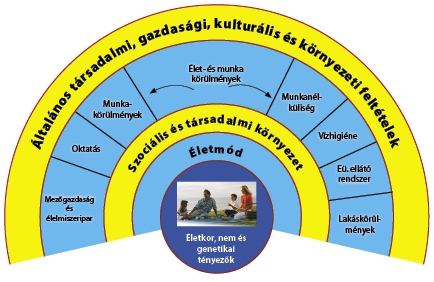 Általános társadalmi, gazdasági, kulturális és környezeti feltételek
Élet- és munka
körülmények
Munka-
körülmények
Munkanél-
küliség
Oktatás
Vízhigiéne
Mezőgazdaság
és
élelmiszeripar
Eü. ellátó
rendszer
Lakáskörül-
mények
Szociális és társadalmi környezet
Életmód
Életkor, nem és
genetikai
tényezők